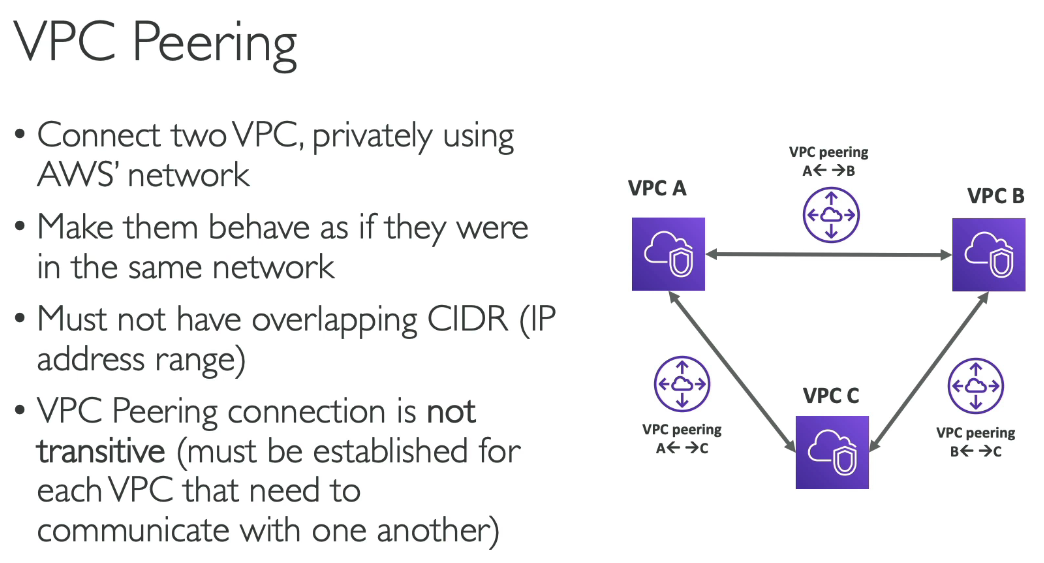 VPC Peering
• Connect two VPC, privately using
AWS' network
• Make them behave as if they were
in the same network
• Must not have overlapping CIDR (IP
address range)
• VPC Peering connection is not
transitive (must be established for
each VPC that need to
communicate with one another)
VPC peering
A← →B
VPC A
VPC B
VPC peering
A← →C
VPC C
VPC peering
B← →C